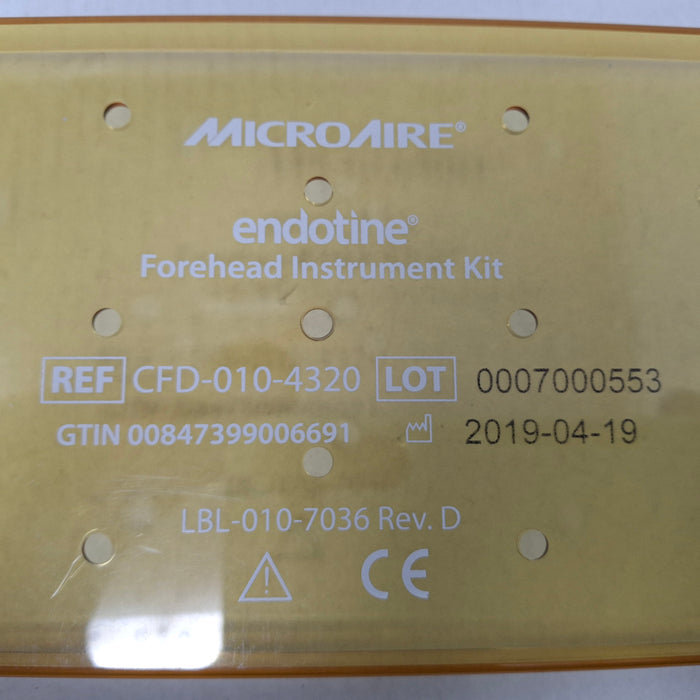 MICROAIRE®
endotine®
Forehead Instrument Kit
REF CFD-010-4320 LOT 0007000553
GTIN 00847399006691 2019-04-19
LBL-010-7036 Rev. D
CE